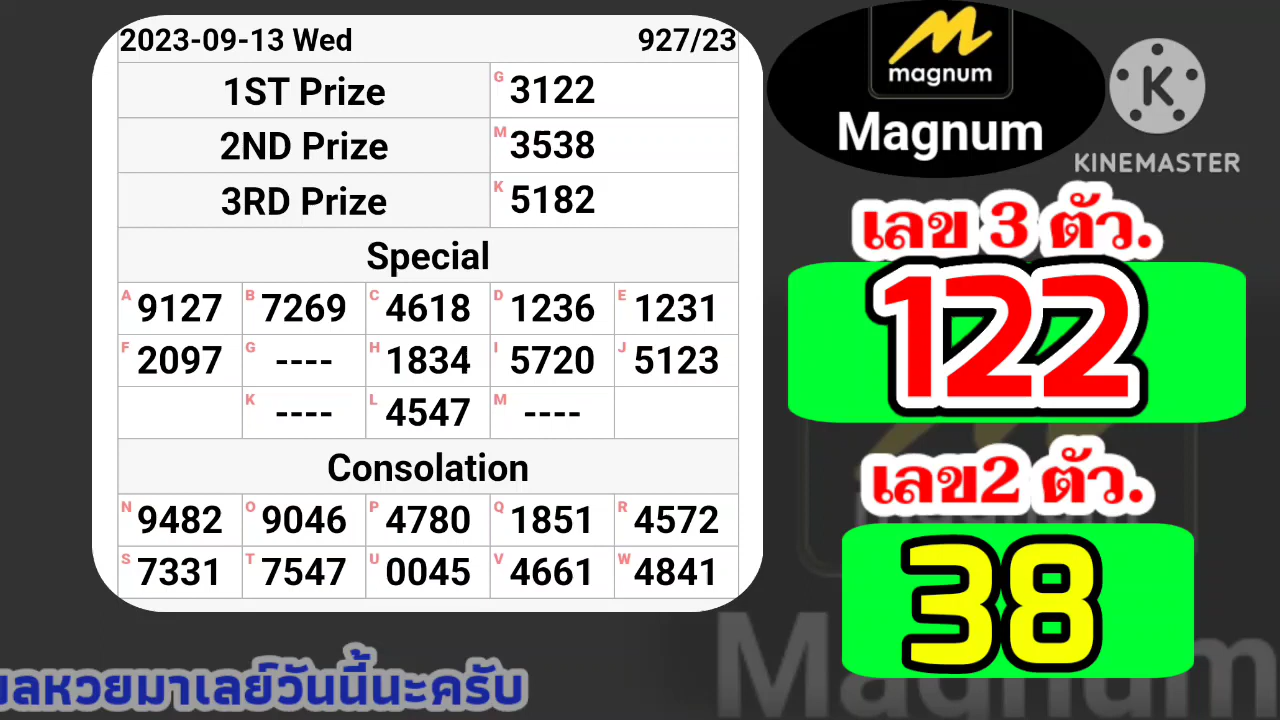 2023-09-13 Wed 927/23
1ST Prize G 3122
2ND Prize M 3538
3RD Prize K 5182
Special
A 9127 B 7269 C 4618 D 1236 E 1231
F 2097 G ---- H 1834 I 5720 J 5123
K ---- L 4547 M ----
Consolation
N 9482 O 9046 P 4780 Q 1851 R 4572
S 7331 T 7547 U 0045 V 4661 W 4841
magnum
Magnum
K
KINEMASTER
เลข 3 ตัว.
122
เลข2 ตัว.
38
Magnum
ผลหวยมาเลย์วันนี้นะครับ